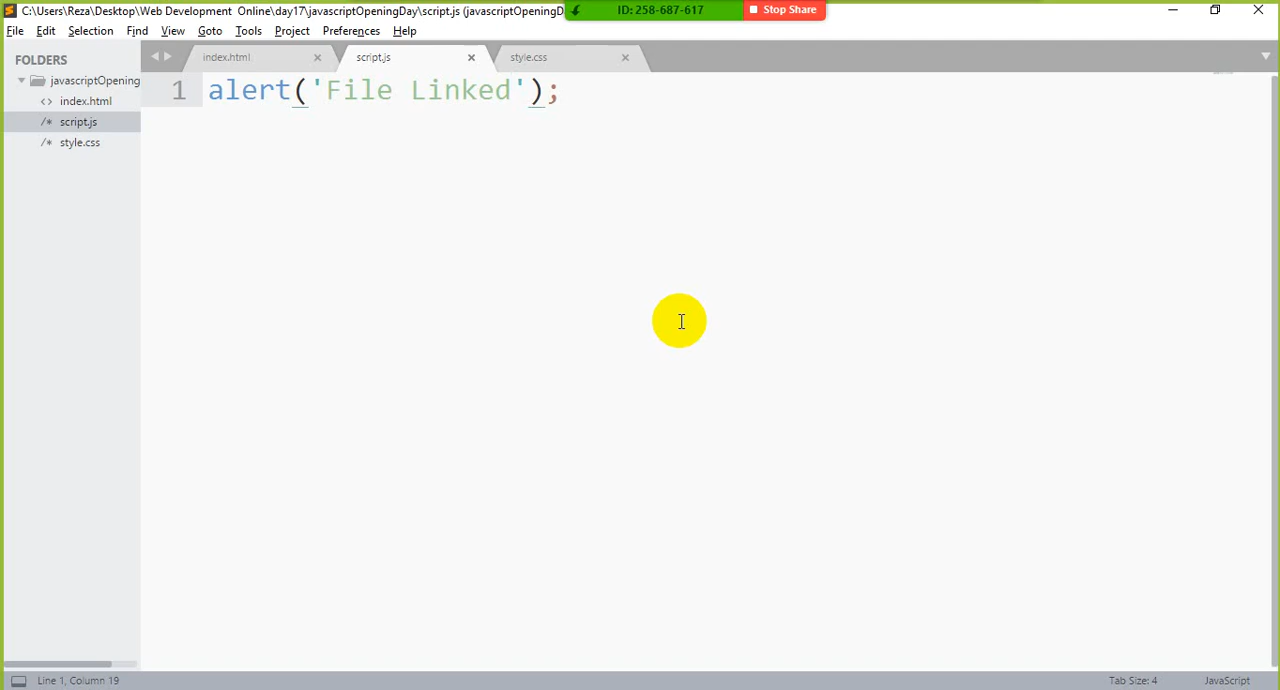 C:\Users\Reza\Desktop\Web Development Online\day17\javascriptOpeningDay\script.js (javascriptOpeningD
ID: 258-687-617
Stop Share
File Edit Selection Find View Goto Tools Project Preferences Help
FOLDERS
javascriptOpening
<> index.html
/* script.js
/* style.css
index.html
script.js
style.css
1 alert('File Linked');
Line 1, Column 19
Tab Size: 4
JavaScript